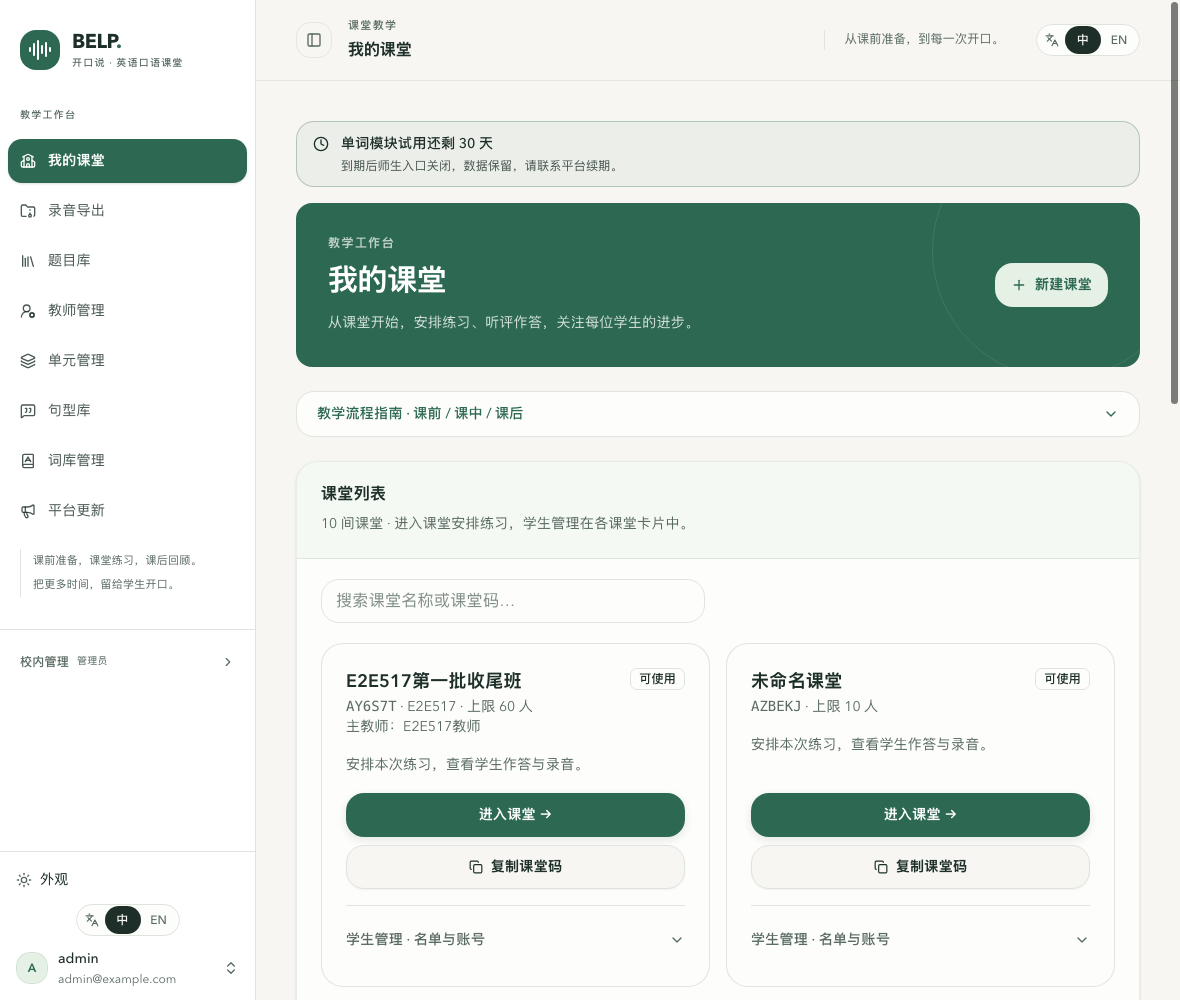 BELP.
开口说 · 英语口语课堂
教学工作台
我的课堂
录音导出
题目库
教师管理
单元管理
句型库
词库管理
平台更新
课前准备，课堂练习，课后回顾。
把更多时间，留给学生开口。
校内管理 管理员
外观
中 EN
A
admin
admin@example.com
课堂教学
我的课堂
从课前准备，到每一次开口。
中 EN
单词模块试用还剩 30 天
到期后师生入口关闭，数据保留，请联系平台续期。
教学工作台
我的课堂
从课堂开始，安排练习、听评作答，关注每位学生的进步。
+ 新建课堂
教学流程指南 · 课前 / 课中 / 课后
课堂列表
10 间课堂 · 进入课堂安排练习，学生管理在各课堂卡片中。
搜索课堂名称或课堂码…
E2E517第一批收尾班
可使用
AY6S7T · E2E517 · 上限 60 人
主教师：E2E517教师
安排本次练习，查看学生作答与录音。
进入课堂 →
复制课堂码
学生管理 · 名单与账号
未命名课堂
可使用
AZBEKJ · 上限 10 人
安排本次练习，查看学生作答与录音。
进入课堂 →
复制课堂码
学生管理 · 名单与账号